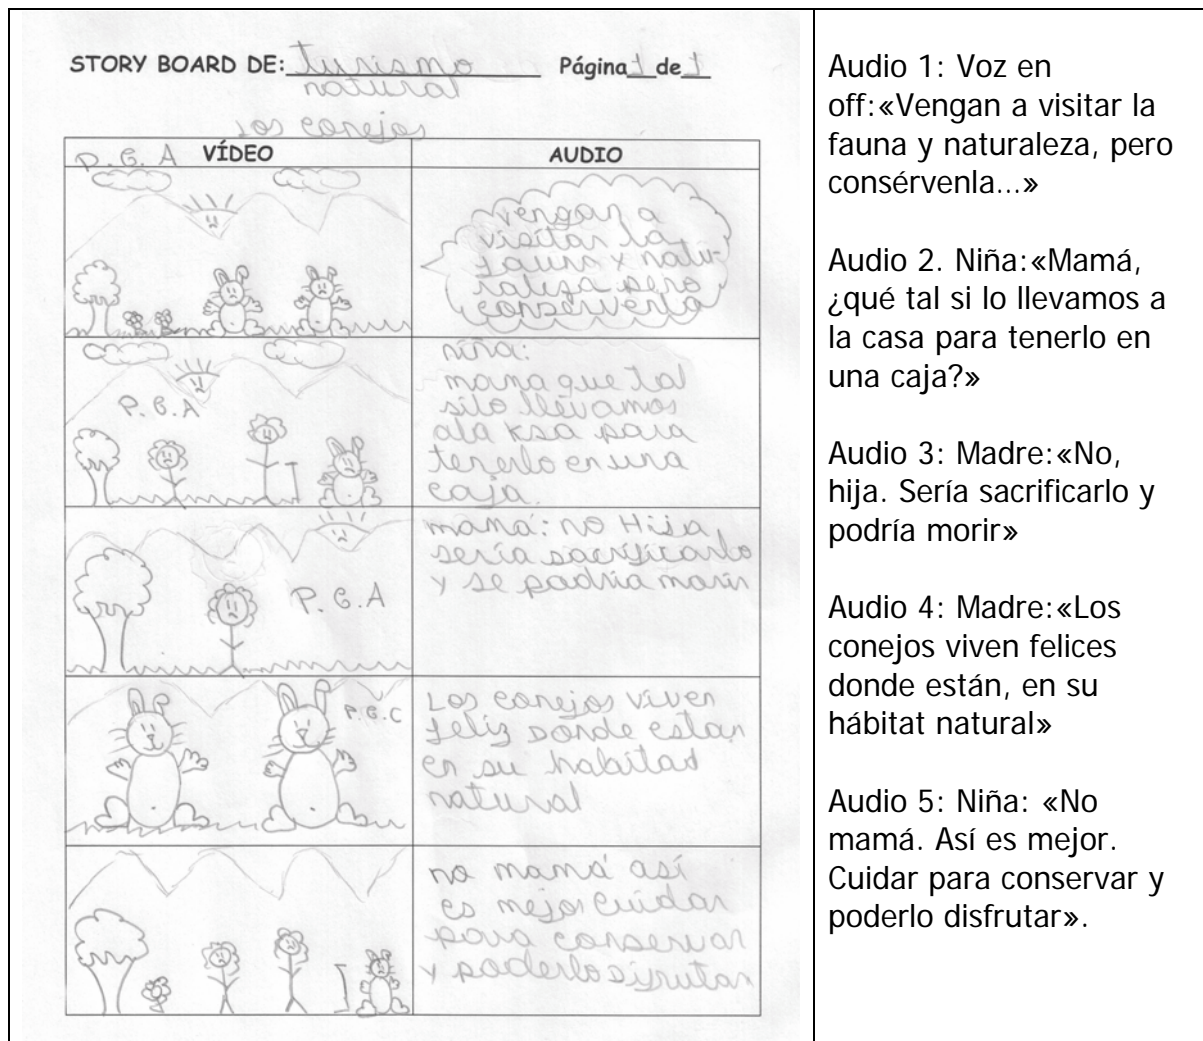 STORY BOARD DE: turismo Página 1 de 1
natural
Los conejos
P.G.A VÍDEO AUDIO
vengan a
visitar la
fauna y natu-
raleza pero
conservenla
P.G.A
niña:
mama que tal
silo llevamos
ala ksa para
tenerlo en una
caja.
P.G.A
mamá: no Hija
sería sacrificarlo
y se podria morir
P.G.C
Los conejos viven
feliz donde estan
en su habitad
natural
no mamá así
es mejor cuidar
para conservar
y poderlo disfrutar
Audio 1: Voz en
off:«Vengan a visitar la
fauna y naturaleza, pero
consérvenla...»
Audio 2. Niña:«Mamá,
¿qué tal si lo llevamos a
la casa para tenerlo en
una caja?»
Audio 3: Madre:«No,
hija. Sería sacrificarlo y
podría morir»
Audio 4: Madre:«Los
conejos viven felices
donde están, en su
hábitat natural»
Audio 5: Niña: «No
mamá. Así es mejor.
Cuidar para conservar y
poderlo disfrutar».